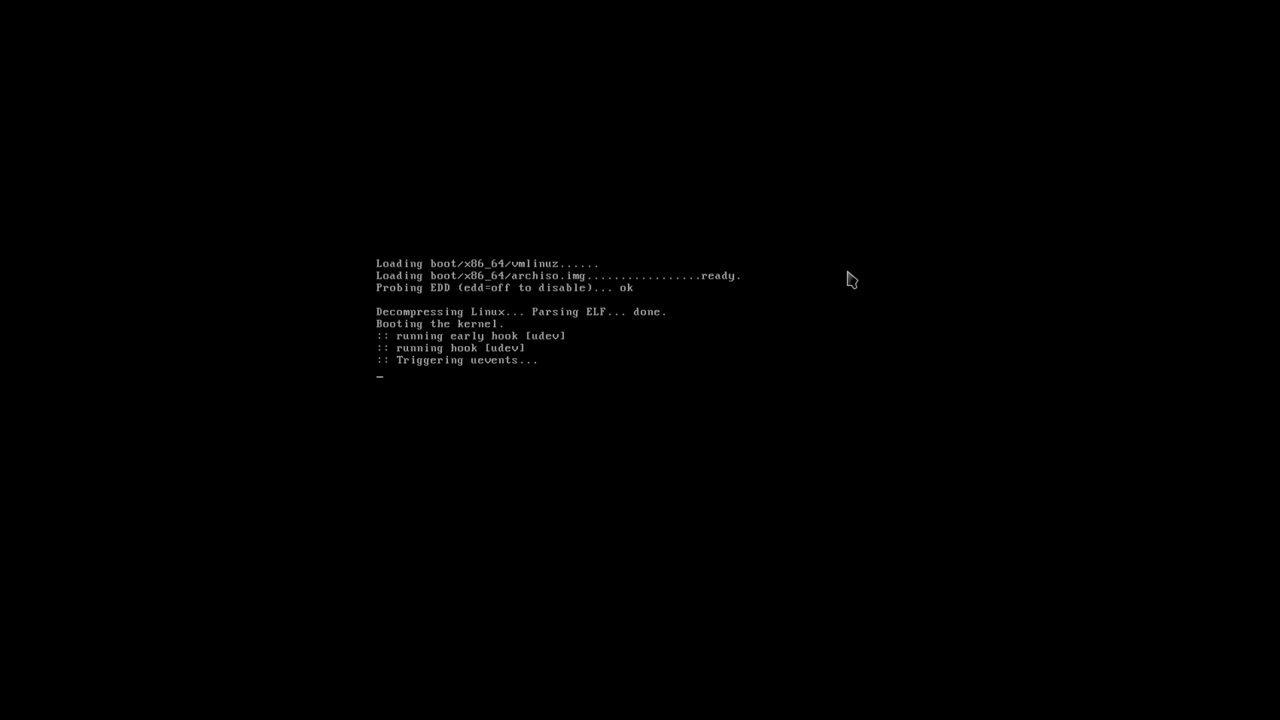 Loading boot/x86_64/vmlinuz......
Loading boot/x86_64/archiso.img.................ready.
Probing EDD (edd=off to disable)... ok
Decompressing Linux... Parsing ELF... done.
Booting the kernel.
:: running early hook [udev]
:: running hook [udev]
:: Triggering uevents...
_